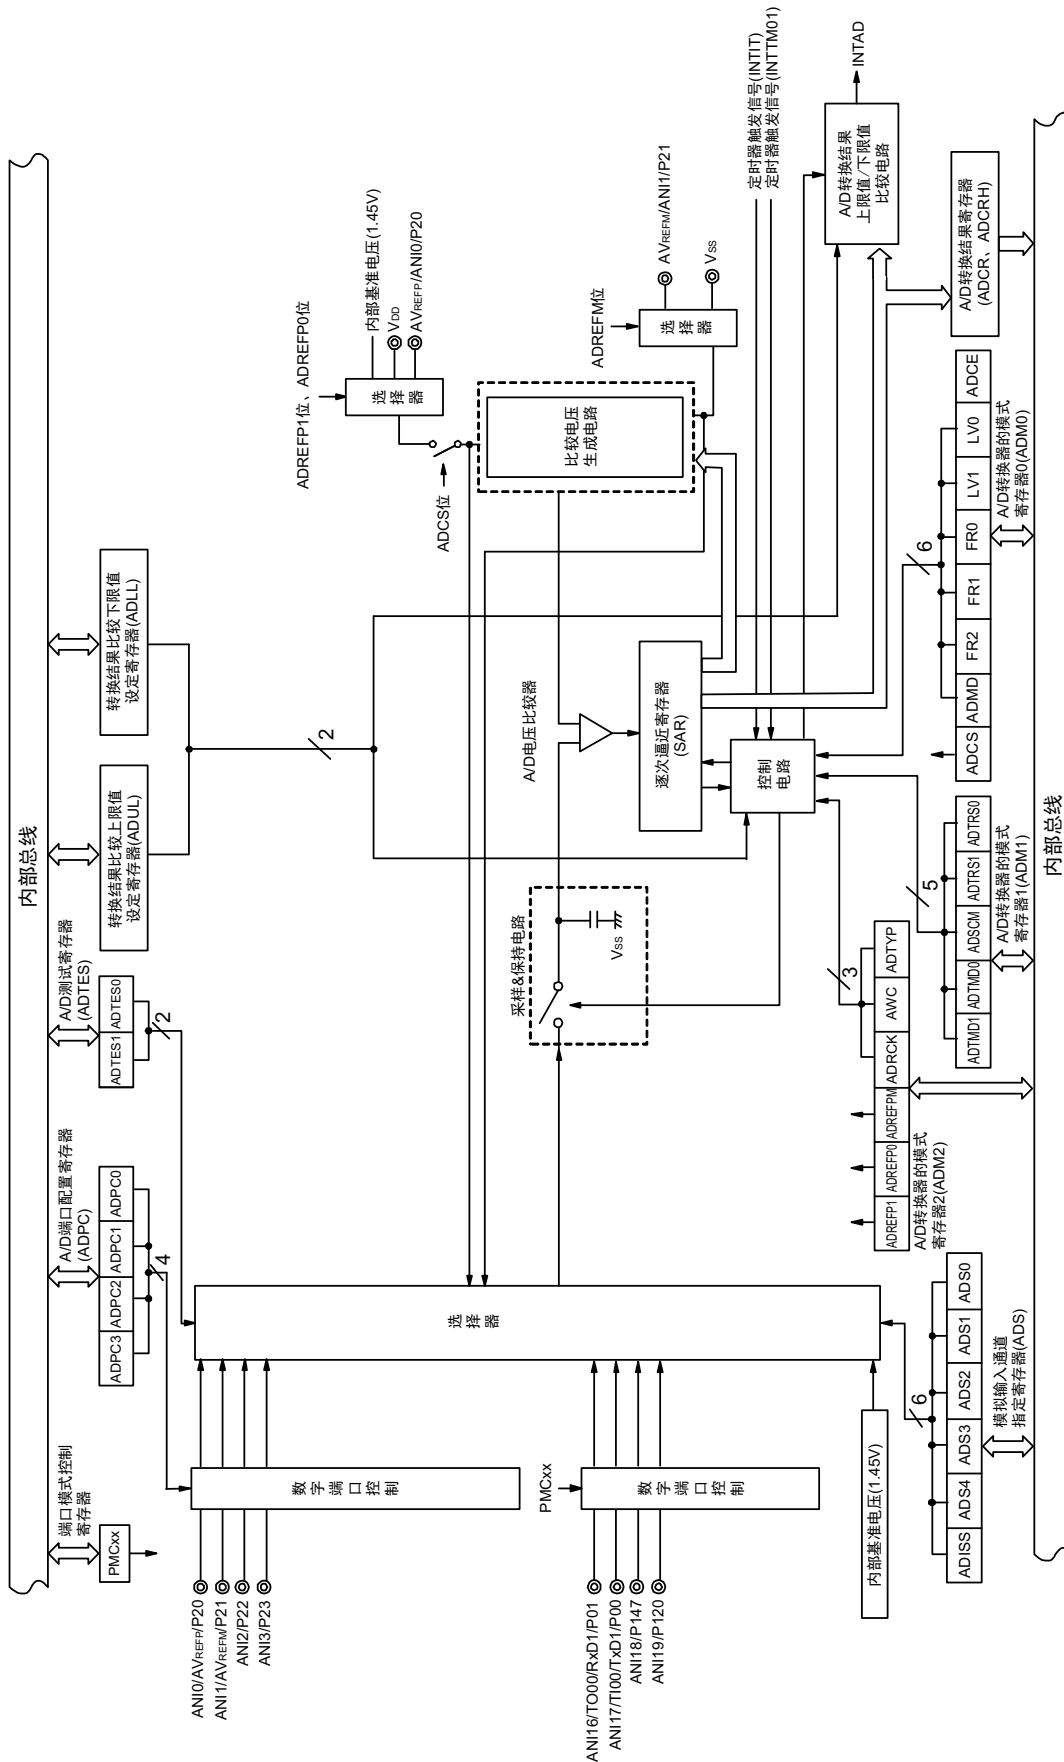 内部总线
端口模式控制
寄存器
PMCxx
A/D端口配置寄存器
(ADPC)
ADPC3
ADPC2
ADPC1
ADPC0
4
A/D测试寄存器
(ADTES)
ADTES1
ADTES0
2
转换结果比较上限值
设定寄存器(ADUL)
转换结果比较下限值
设定寄存器(ADLL)
2
ADREFP1位、ADREFP0位
选择器
内部基准电压(1.45V)
VDD
AVREFP/ANI0/P20
ADCS位
比较电压
生成电路
ADREFM位
选择器
AVREFM/ANI1/P21
VSS
ANI0/AVREFP/P20
ANI1/AVREFM/P21
ANI2/P22
ANI3/P23
数字端口控制
ANI16/TO00/RxD1/P01
ANI17/TI00/TxD1/P00
ANI18/P147
ANI19/P120
PMCxx
数字端口控制
选择器
内部基准电压(1.45V)
采样&保持电路
VSS
A/D电压比较器
逐次逼近寄存器
(SAR)
控制
电路
定时器触发信号(INTIT)
定时器触发信号(INTTM01)
A/D转换结果
上限值/下限值
比较电路
INTAD
A/D转换结果寄存器
(ADCR、ADCRH)
6
ADISS
ADS4
ADS3
ADS2
ADS1
ADS0
模拟输入通道
指定寄存器(ADS)
3
ADREFP1
ADREFP0
ADREFPM
ADRCK
AWC
ADTYP
A/D转换器的模式
寄存器2(ADM2)
5
ADTMD1
ADTMD0
ADSCM
ADTRS1
ADTRS0
A/D转换器的模式
寄存器1(ADM1)
6
ADCS
ADMD
FR2
FR1
FR0
LV1
LV0
ADCE
A/D转换器的模式
寄存器0(ADM0)
内部总线